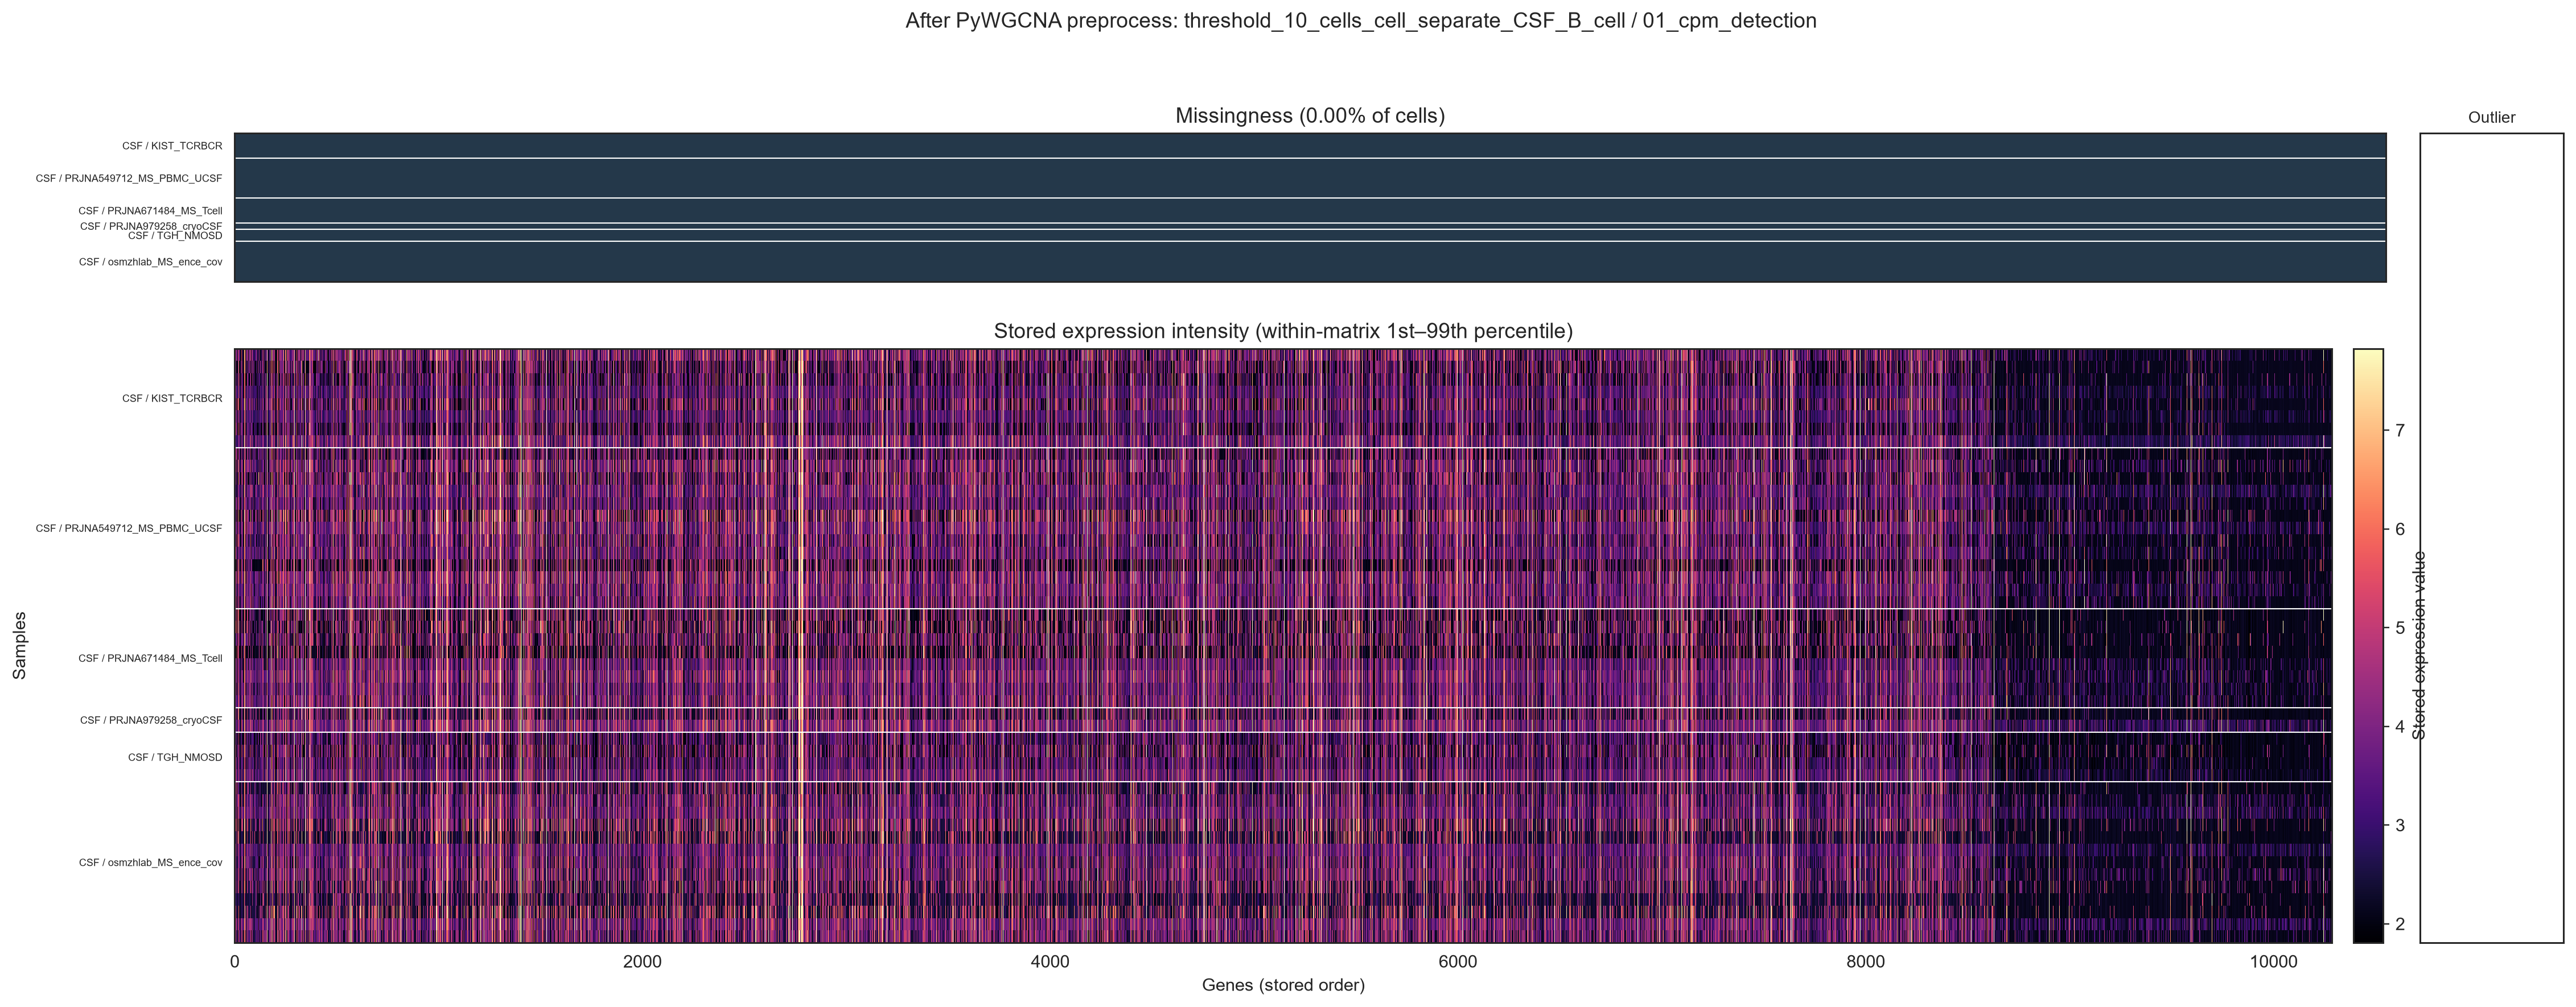 After PyWGCNA preprocess: threshold_10_cells_cell_separate_CSF_B_cell / 01_cpm_detection
Missingness (0.00% of cells)
Outlier
CSF / KIST_TCRBCR
CSF / PRJNA549712_MS_PBMC_UCSF
CSF / PRJNA671484_MS_Tcell
CSF / PRJNA979258_cryoCSF
CSF / TGH_NMOSD
CSF / osmzhlab_MS_ence_cov
Stored expression intensity (within-matrix 1st–99th percentile)
Samples
CSF / KIST_TCRBCR
CSF / PRJNA549712_MS_PBMC_UCSF
CSF / PRJNA671484_MS_Tcell
CSF / PRJNA979258_cryoCSF
CSF / TGH_NMOSD
CSF / osmzhlab_MS_ence_cov
7
6
5
4
3
2
Stored expression value
0 2000 4000 6000 8000 10000
Genes (stored order)